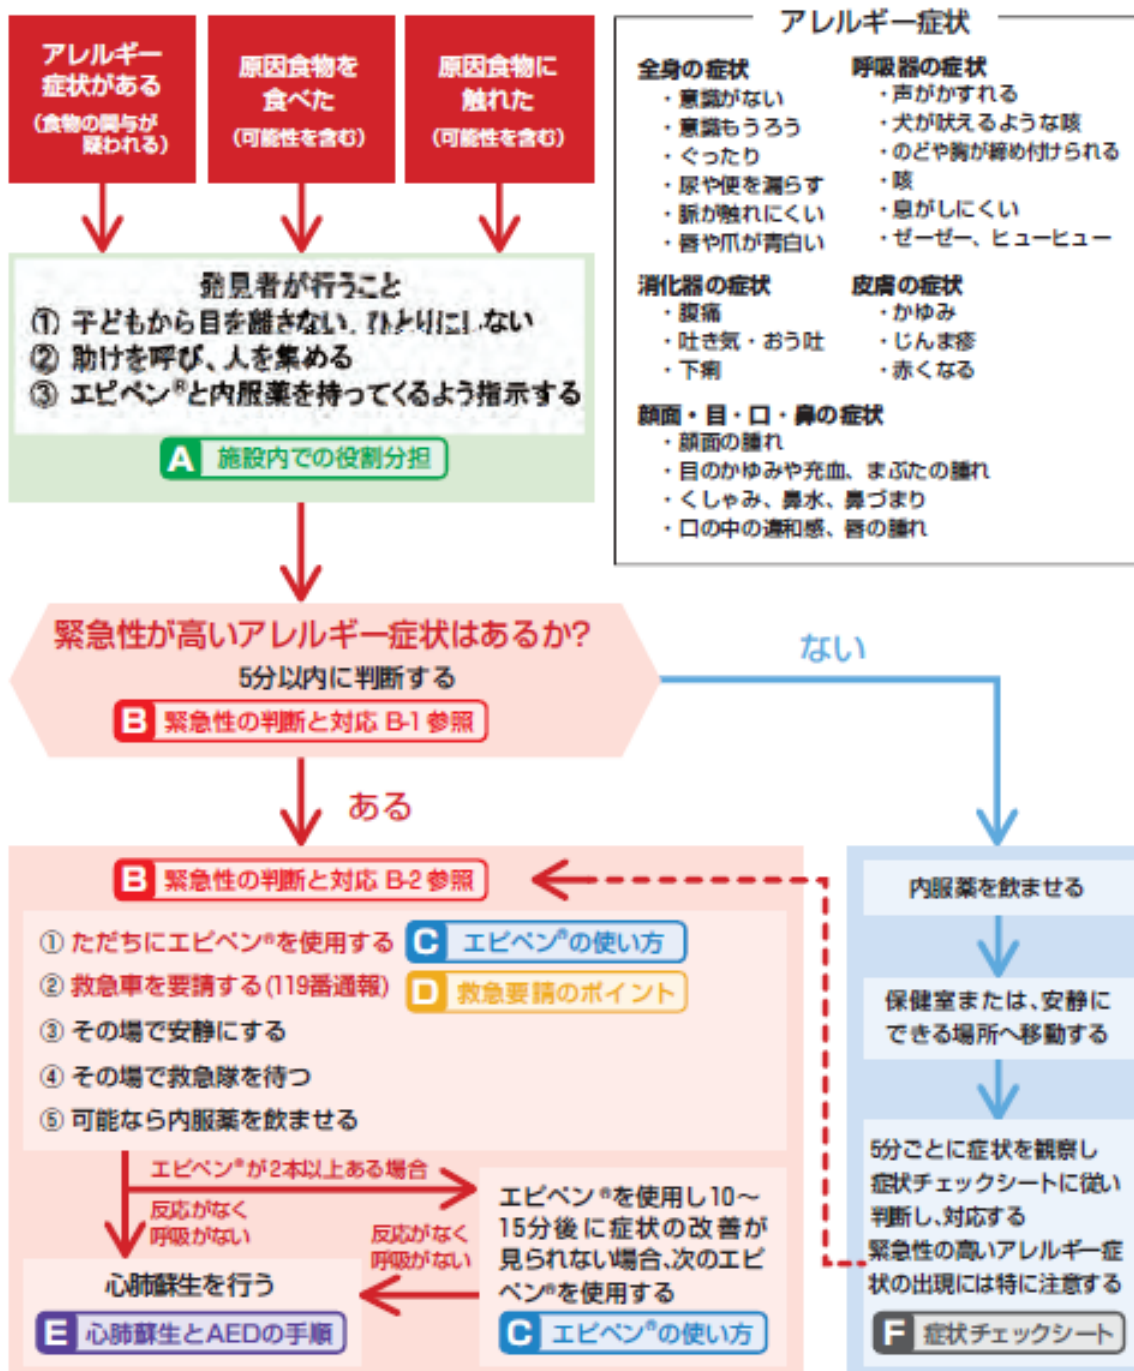 アレルギー
症状がある
(食物の関与が
疑われる)
原因食物を
食べた
(可能性を含む)
原因食物に
触れた
(可能性を含む)
アレルギー症状
全身の症状
・意識がない
・意識もうろう
・ぐったり
・尿や便を漏らす
・脈が触れにくい
・唇や爪が青白い
呼吸器の症状
・声がかすれる
・犬が吠えるような咳
・のどや胸が締め付けられる
・咳
・息がしにくい
・ゼーゼー、ヒューヒュー
消化器の症状
・腹痛
・吐き気・おう吐
・下痢
皮膚の症状
・かゆみ
・じんま疹
・赤くなる
顔面・目・口・鼻の症状
・顔面の腫れ
・目のかゆみや充血、まぶたの腫れ
・くしゃみ、鼻水、鼻づまり
・口の中の違和感、唇の腫れ
発見者が行うこと
① 子どもから目を離さない、ひとりにしない
② 助けを呼び、人を集める
③ エピペン®と内服薬を持ってくるよう指示する
A 施設内での役割分担
緊急性が高いアレルギー症状はあるか?
5分以内に判断する
B 緊急性の判断と対応 B-1 参照
ない
ある
B 緊急性の判断と対応 B-2 参照
① ただちにエピペン®を使用する
C エピペン®の使い方
② 救急車を要請する(119番通報)
D 救急要請のポイント
③ その場で安静にする
④ その場で救急隊を待つ
⑤ 可能なら内服薬を飲ませる
エピペン®が2本以上ある場合
反応がなく
呼吸がない
エピペン®を使用し10〜
15分後に症状の改善が
見られない場合、次のエピ
ペン®を使用する
C エピペン®の使い方
反応がなく
呼吸がない
心肺蘇生を行う
E 心肺蘇生とAEDの手順
内服薬を飲ませる
保健室または、安静に
できる場所へ移動する
5分ごとに症状を観察し
症状チェックシートに従い
判断し、対応する
緊急性の高いアレルギー症
状の出現には特に注意する
F 症状チェックシート